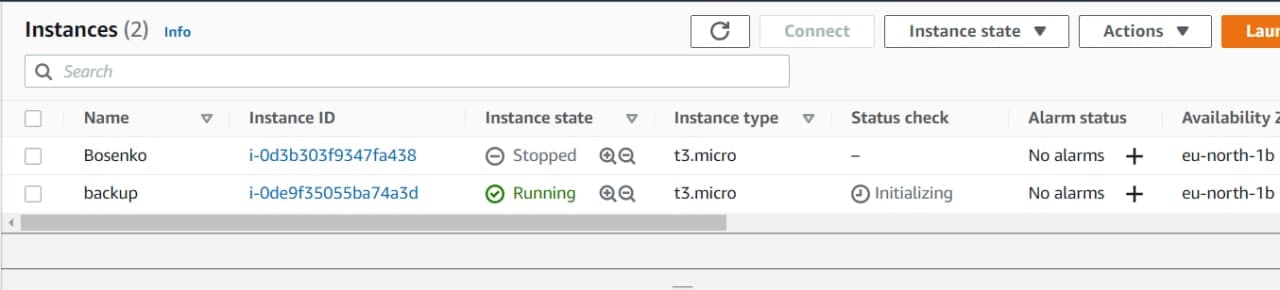 Instances (2) Info Connect Instance state Actions Laun
Search
Name Instance ID Instance state Instance type Status check Alarm status Availability Z
Bosenko i-0d3b303f9347fa438 Stopped t3.micro – No alarms + eu-north-1b
backup i-0de9f35055ba74a3d Running t3.micro Initializing No alarms + eu-north-1b